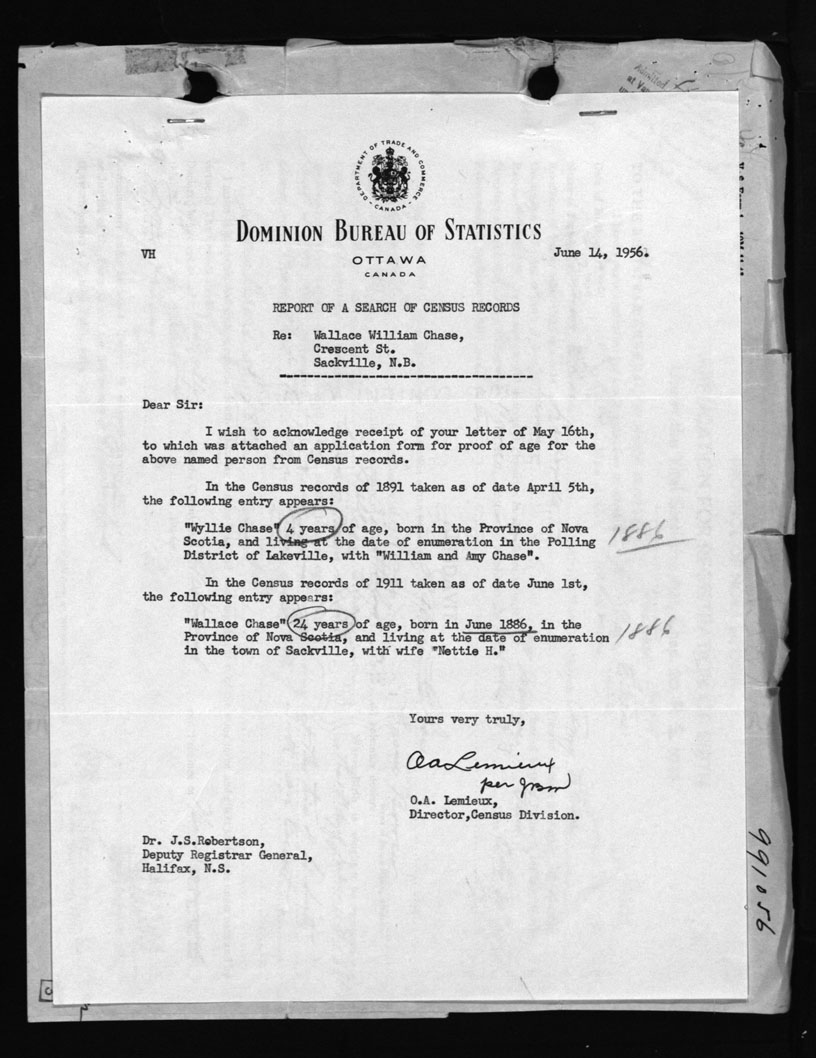 Admitted
at
DEPARTMENT OF TRADE AND COMMERCE
- CANADA -
DOMINION BUREAU OF STATISTICS
VH
OTTAWA
June 14, 1956.
CANADA
REPORT OF A SEARCH OF CENSUS RECORDS
Re: Wallace William Chase,
Crescent St.
Sackville, N.B.
Dear Sir:
I wish to acknowledge receipt of your letter of May 16th,
to which was attached an application form for proof of age for the
above named person from Census records.
In the Census records of 1891 taken as of date April 5th,
the following entry appears:
"Wyllie Chase" 4 years of age, born in the Province of Nova
Scotia, and living at the date of enumeration in the Polling
District of Lakeville, with "William and Amy Chase".
1886
In the Census records of 1911 taken as of date June 1st,
the following entry appears:
"Wallace Chase" 24 years of age, born in June 1886, in the
Province of Nova Scotia, and living at the date of enumeration
in the town of Sackville, with wife "Nettie H."
1886
Yours very truly,
OALemieux
per
O.A. Lemieux,
Director,Census Division.
Dr. J.S.Robertson,
Deputy Registrar General,
Halifax, N.S.
991056